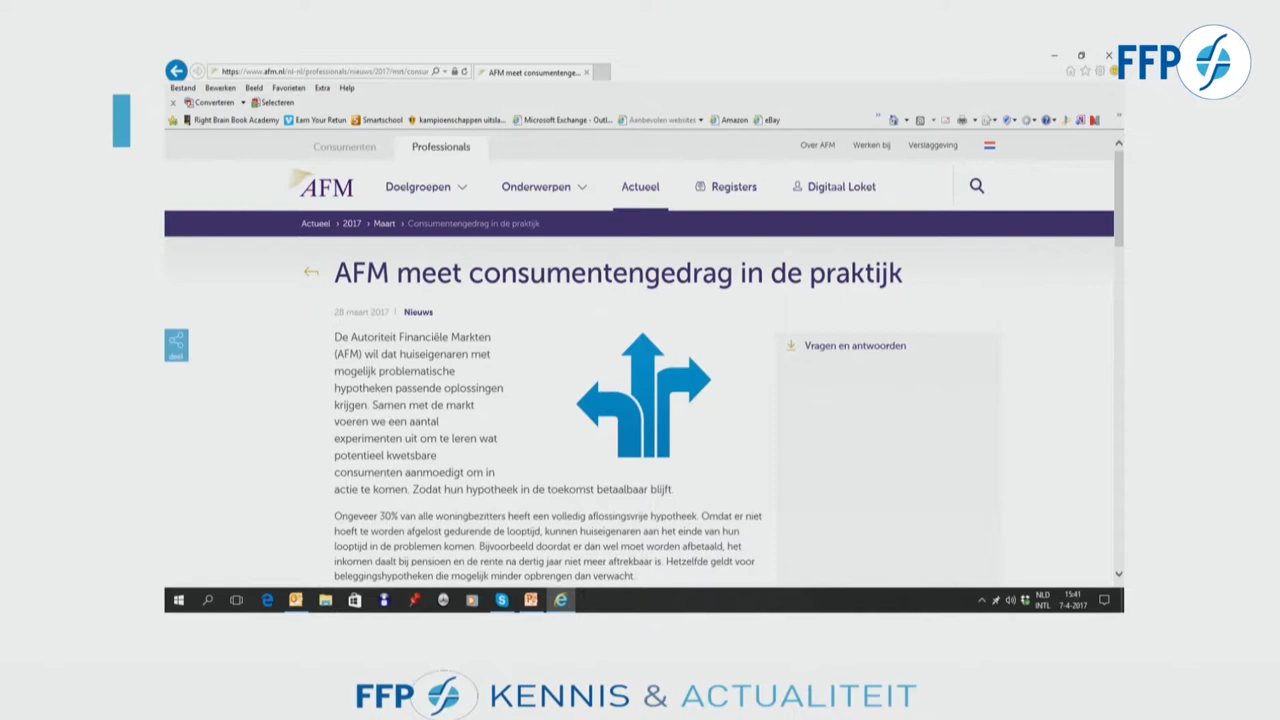 FFP
https://www.afm.nl/nl-nl/professionals/nieuws/2017/mrt/consur
AFM meet consumentenge...
Bestand Bewerken Beeld Favorieten Extra Help
Converteren Selecteren
Right Brain Book Academy Earn Your Retun Smartschool kampioenschappen uitsla... Microsoft Exchange - Outl... Aanbevolen websites Amazon eBay
Consumenten Professionals Over AFM Werken bij Verslaggeving
AFM Doelgroepen Onderwerpen Actueel Registers Digitaal Loket
Actueel › 2017 › Maart › Consumentengedrag in de praktijk
AFM meet consumentengedrag in de praktijk
28 maart 2017 | Nieuws
deel
De Autoriteit Financiële Markten
(AFM) wil dat huiseigenaren met
mogelijk problematische
hypotheken passende oplossingen
krijgen. Samen met de markt
voeren we een aantal
experimenten uit om te leren wat
potentieel kwetsbare
consumenten aanmoedigt om in
actie te komen. Zodat hun hypotheek in de toekomst betaalbaar blijft.
Vragen en antwoorden
Ongeveer 30% van alle woningbezitters heeft een volledig aflossingsvrije hypotheek. Omdat er niet
hoeft te worden afgelost gedurende de looptijd, kunnen huiseigenaren aan het einde van hun
looptijd in de problemen komen. Bijvoorbeeld doordat er dan wel moet worden afbetaald, het
inkomen daalt bij pensioen en de rente na dertig jaar niet meer aftrekbaar is. Hetzelfde geldt voor
beleggingshypotheken die mogelijk minder opbrengen dan verwacht.
NLD 15:41
INTL 7-4-2017
FFP KENNIS & ACTUALITEIT